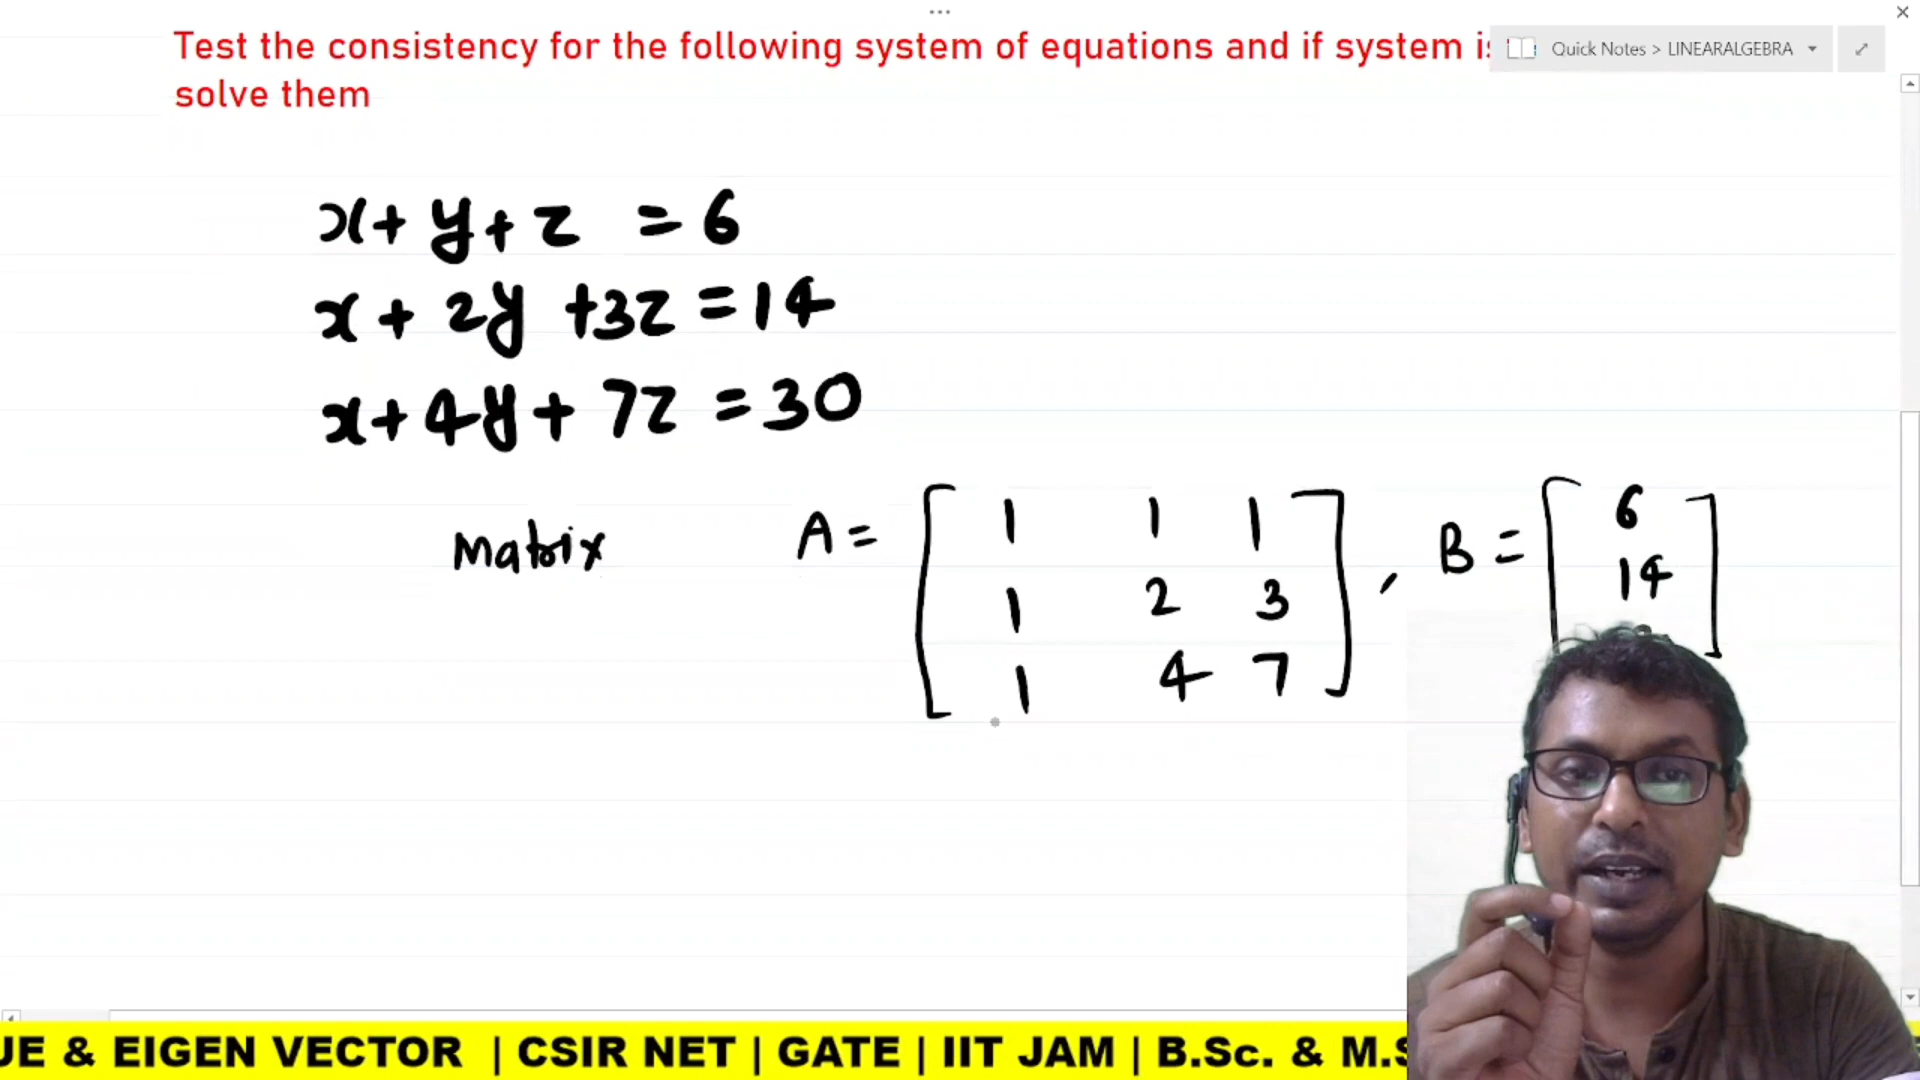 Test the consistency for the following system of equations and if system is
solve them
Quick Notes > LINEARALGEBRA
x + y + z = 6
x + 2y + 3z = 14
x + 4y + 7z = 30
Matrix A = [ 1 1 1
1 2 3
1 4 7 ] , B = [ 6
14
UE & EIGEN VECTOR | CSIR NET | GATE | IIT JAM | B.Sc. & M.S